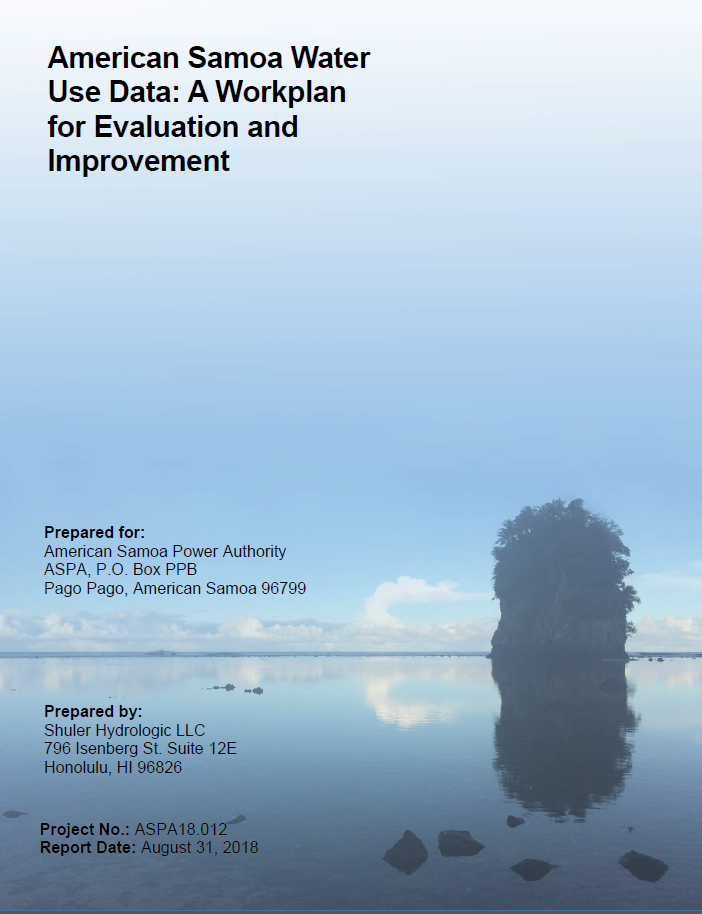 American Samoa Water
Use Data: A Workplan
for Evaluation and
Improvement
Prepared for:
American Samoa Power Authority
ASPA, P.O. Box PPB
Pago Pago, American Samoa 96799
Prepared by:
Shuler Hydrologic LLC
796 Isenberg St. Suite 12E
Honolulu, HI 96826
Project No.: ASPA18.012
Report Date: August 31, 2018